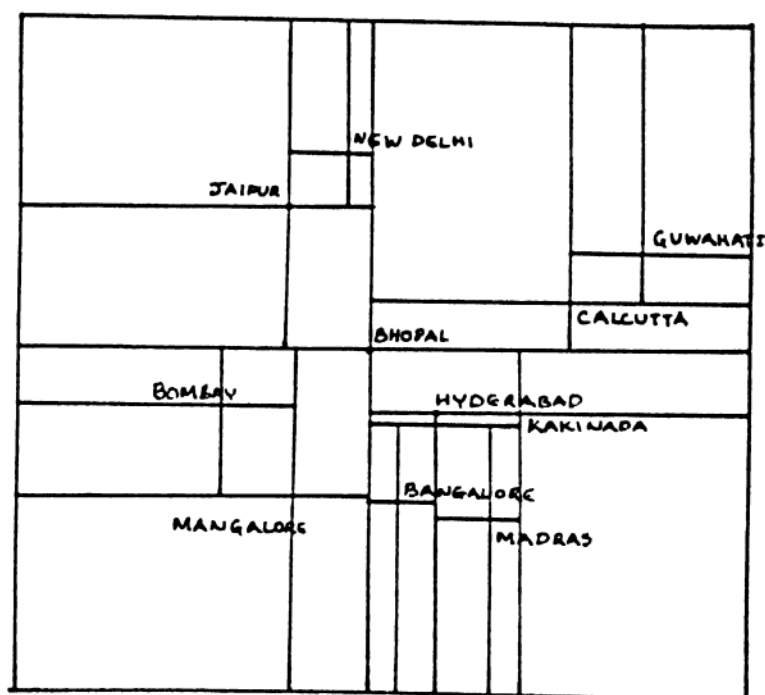 NEW DELHI
JAIPUR
GUWAHATI
CALCUTTA
BHOPAL
BOMBAY
HYDERABAD
KAKINADA
BANGALORE
MANGALORE
MADRAS